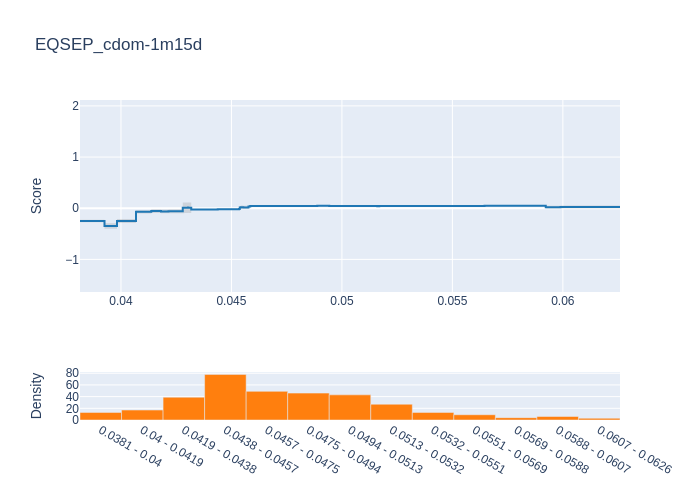 EQSEP_cdom-1m15d
2
1
0
−1
Score
0.04
0.045
0.05
0.055
0.06
80
60
40
20
0
Density
0.0381 - 0.04
0.04 - 0.0419
0.0419 - 0.0438
0.0438 - 0.0457
0.0457 - 0.0475
0.0475 - 0.0494
0.0494 - 0.0513
0.0513 - 0.0532
0.0532 - 0.0551
0.0551 - 0.0569
0.0569 - 0.0588
0.0588 - 0.0607
0.0607 - 0.0626